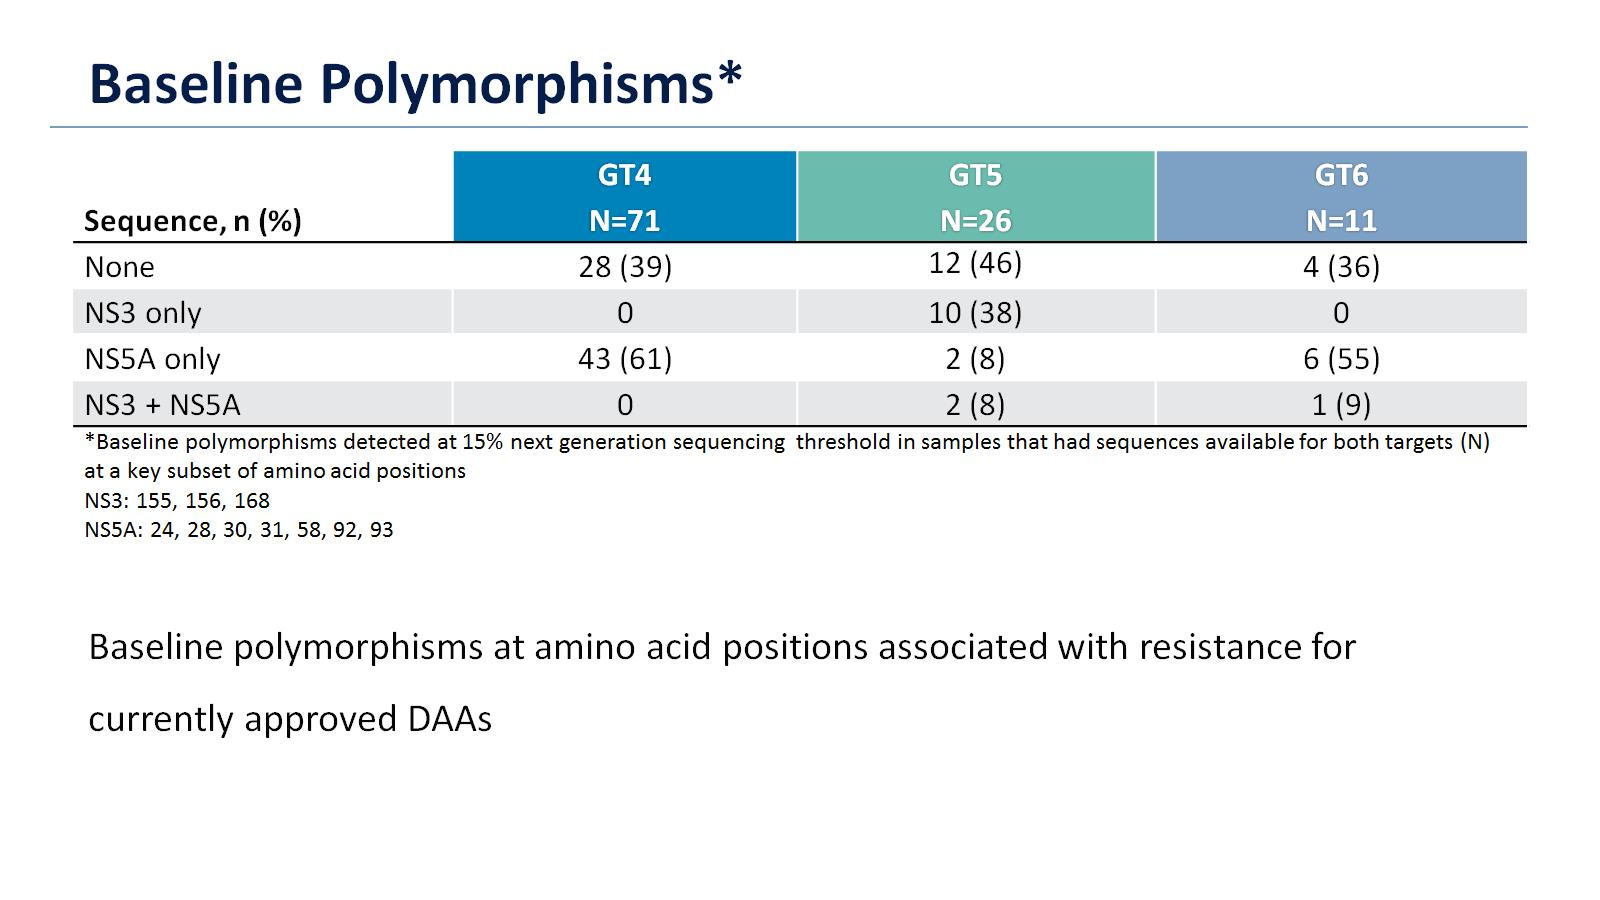 Baseline Polymorphisms*
GT4 GT5 GT6
Sequence, n (%) N=71 N=26 N=11
None 28 (39) 12 (46) 4 (36)
NS3 only 0 10 (38) 0
NS5A only 43 (61) 2 (8) 6 (55)
NS3 + NS5A 0 2 (8) 1 (9)
*Baseline polymorphisms detected at 15% next generation sequencing threshold in samples that had sequences available for both targets (N)
at a key subset of amino acid positions
NS3: 155, 156, 168
NS5A: 24, 28, 30, 31, 58, 92, 93
Baseline polymorphisms at amino acid positions associated with resistance for
currently approved DAAs